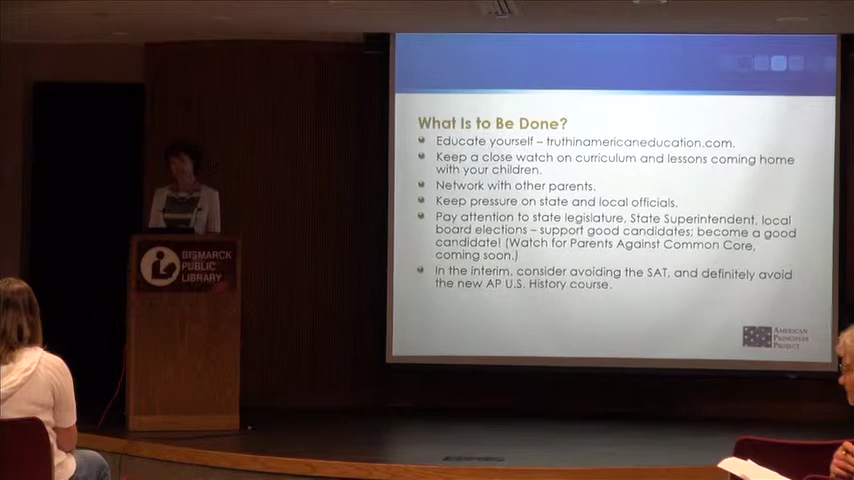 What Is to Be Done?
Educate yourself – truthinamericaneducation.com.
Keep a close watch on curriculum and lessons coming home
with your children.
Network with other parents.
Keep pressure on state and local officials.
Pay attention to state legislature, State Superintendent, local
board elections – support good candidates; become a good
candidate! (Watch for Parents Against Common Core,
coming soon.)
In the interim, consider avoiding the SAT, and definitely avoid
the new AP U.S. History course.
American
Principles
Project
BISMARCK
PUBLIC
LIBRARY